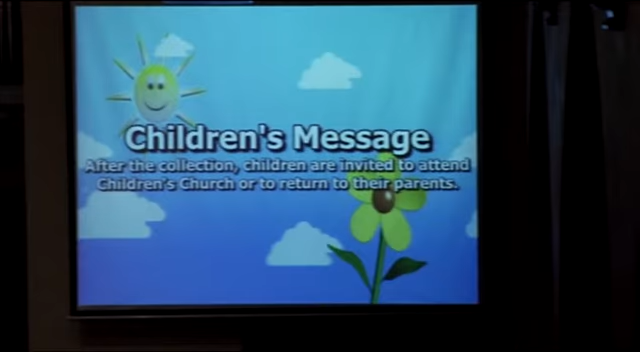 Children's Message
After the collection, children are invited to attend
Children's Church or to return to their parents.